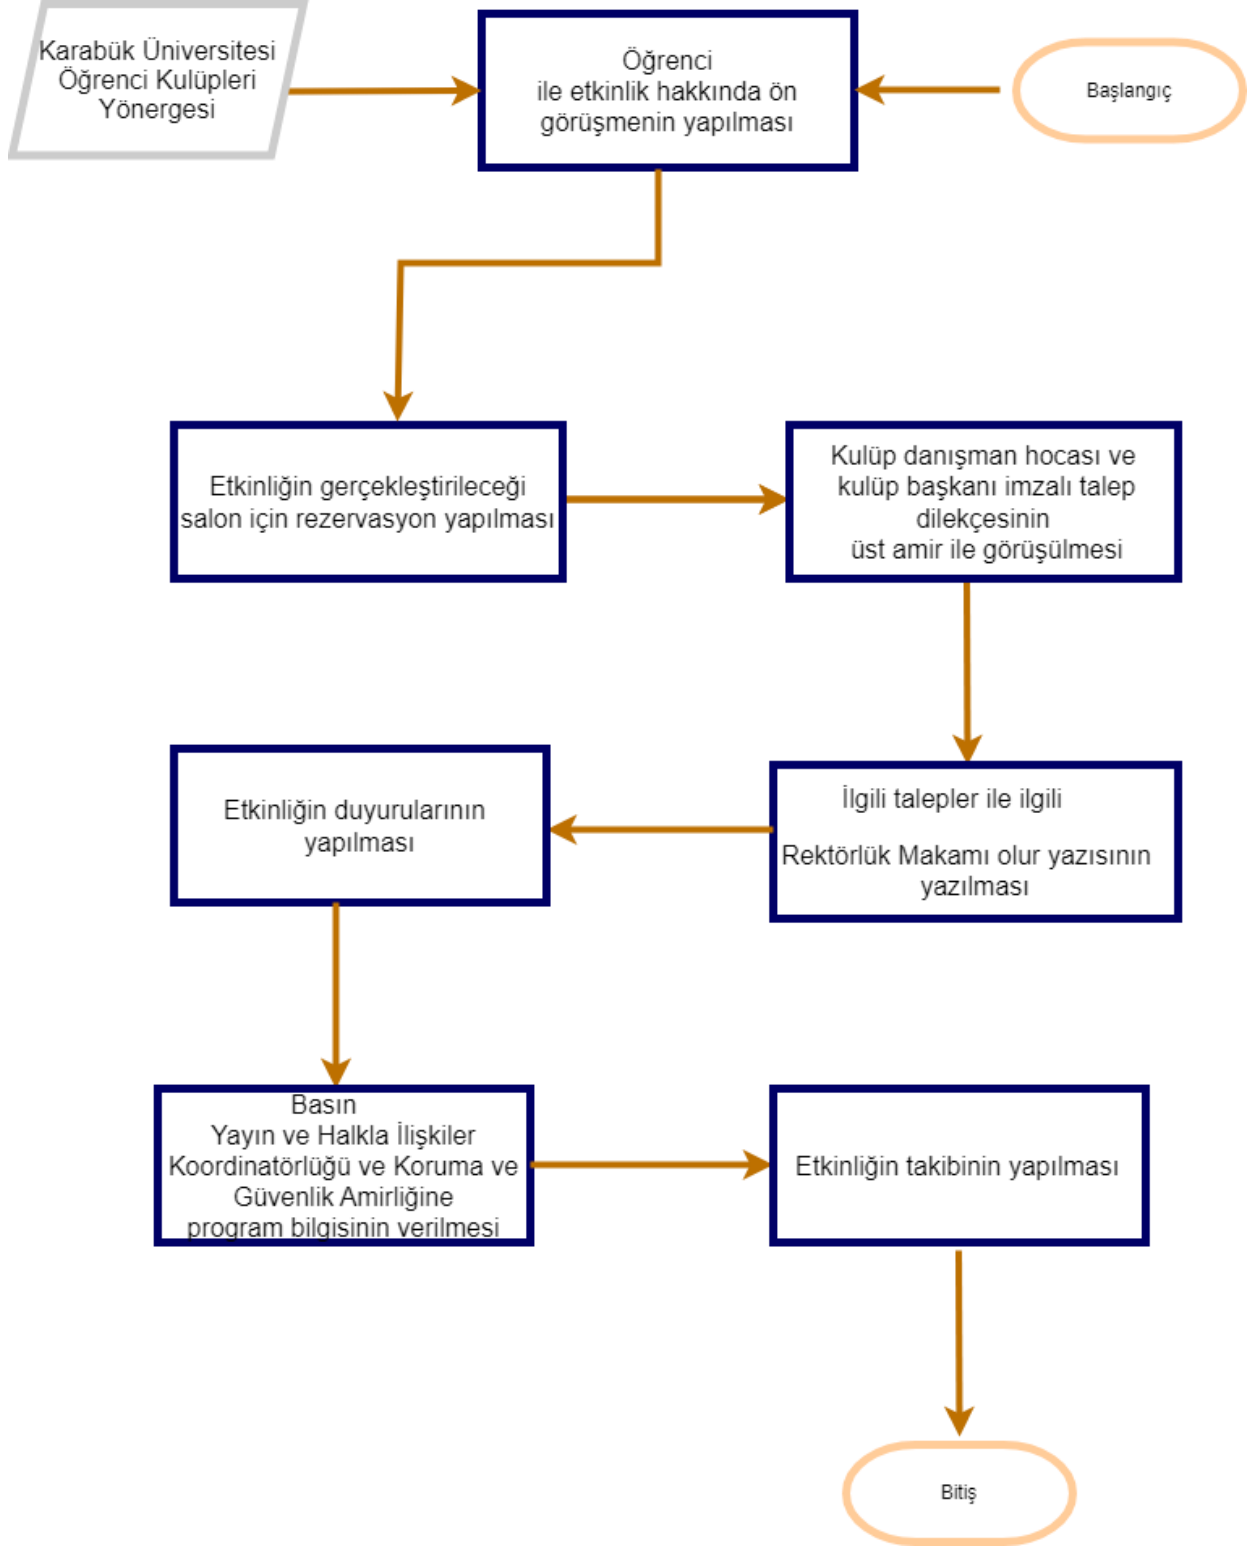 Karabük Üniversitesi
Öğrenci Kulüpleri
Yönergesi
Öğrenci
ile etkinlik hakkında ön
görüşmenin yapılması
Başlangıç
Etkinliğin gerçekleştirileceği
salon için rezervasyon yapılması
Kulüp danışman hocası ve
kulüp başkanı imzalı talep
dilekçesinin
üst amir ile görüşülmesi
İlgili talepler ile ilgili
Rektörlük Makamı olur yazısının
yazılması
Etkinliğin duyurularının
yapılması
Basın
Yayın ve Halkla İlişkiler
Koordinatörlüğü ve Koruma ve
Güvenlik Amirliğine
program bilgisinin verilmesi
Etkinliğin takibinin yapılması
Bitiş